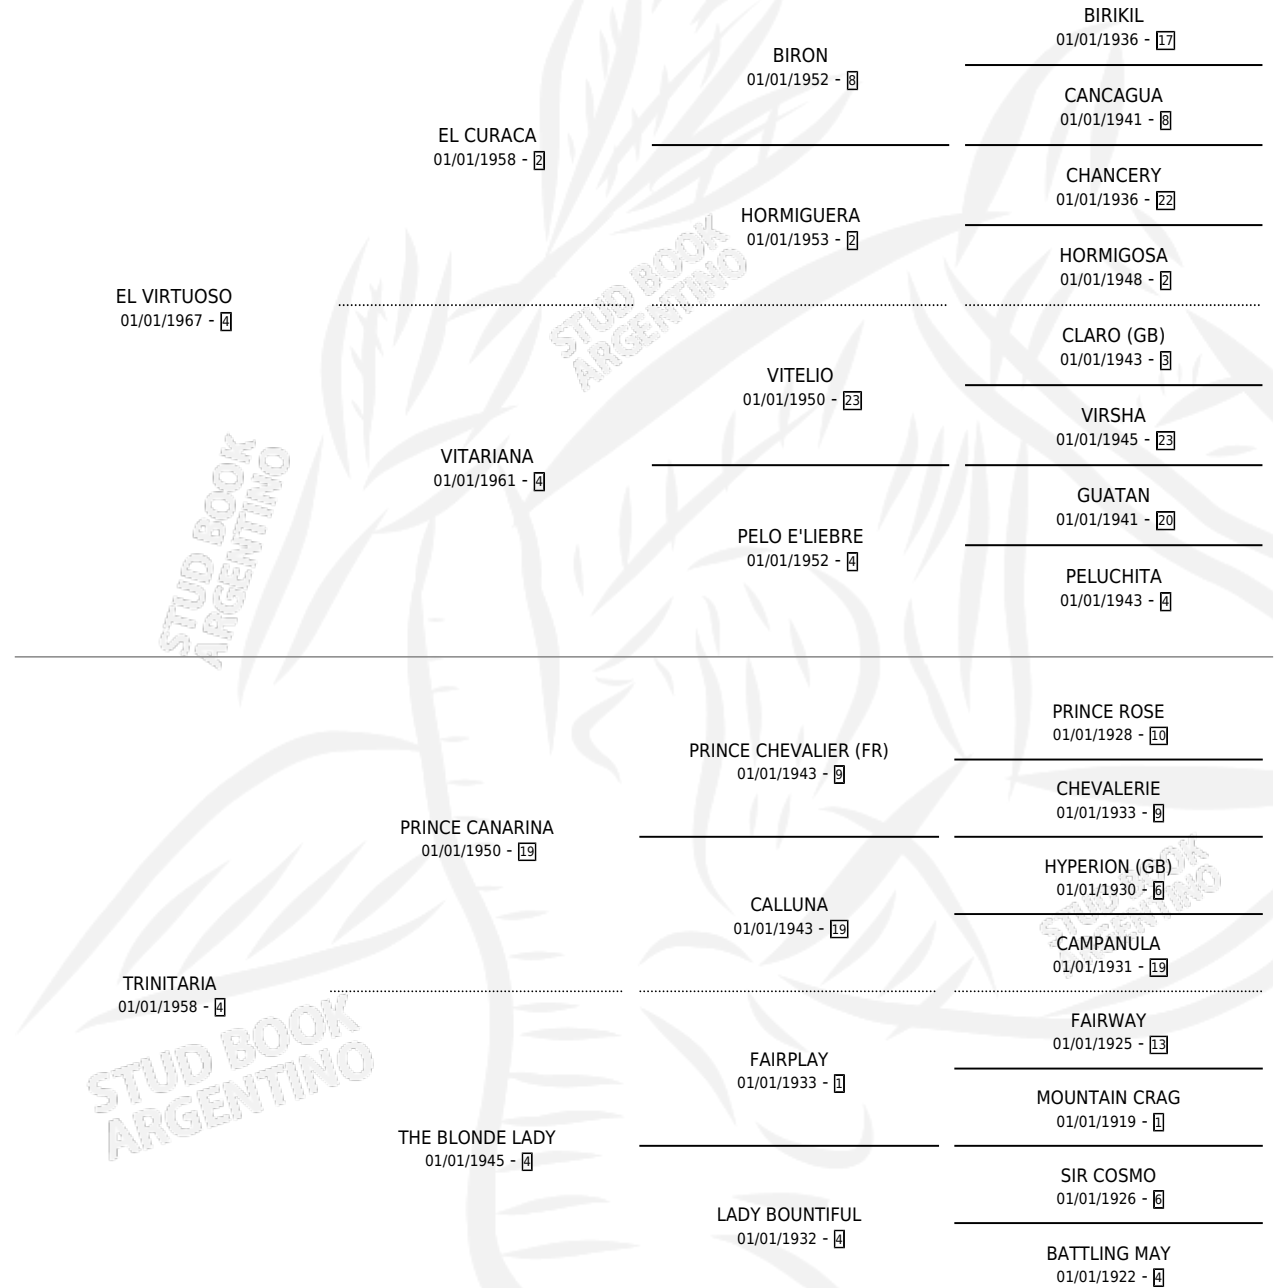 BIRIKIL
01/01/1936 - 17
BIRON
01/01/1952 - 8
CANCAGUA
01/01/1941 - 8
EL CURACA
01/01/1958 - 2
CHANCERY
01/01/1936 - 22
HORMIGUERA
01/01/1953 - 2
HORMIGOSA
01/01/1948 - 2
STUD BOOK
ARGENTINO
EL VIRTUOSO
01/01/1967 - 4
CLARO (GB)
01/01/1943 - 3
VITELIO
01/01/1950 - 23
VIRSHA
01/01/1945 - 23
VITARIANA
01/01/1961 - 4
STUD BOOK
ARGENTINO
GUATAN
01/01/1941 - 20
PELO E'LIEBRE
01/01/1952 - 4
PELUCHITA
01/01/1943 - 4
PRINCE ROSE
01/01/1928 - 10
PRINCE CHEVALIER (FR)
01/01/1943 - 9
CHEVALERIE
01/01/1933 - 9
PRINCE CANARINA
01/01/1950 - 19
HYPERION (GB)
01/01/1930 - 6
STUD BOOK
ARGENTINO
CALLUNA
01/01/1943 - 19
CAMPANULA
01/01/1931 - 19
TRINITARIA
01/01/1958 - 4
STUD BOOK
ARGENTINO
FAIRWAY
01/01/1925 - 13
FAIRPLAY
01/01/1933 - 1
MOUNTAIN CRAG
01/01/1919 - 1
THE BLONDE LADY
01/01/1945 - 4
SIR COSMO
01/01/1926 - 6
LADY BOUNTIFUL
01/01/1932 - 4
BATTLING MAY
01/01/1922 - 4